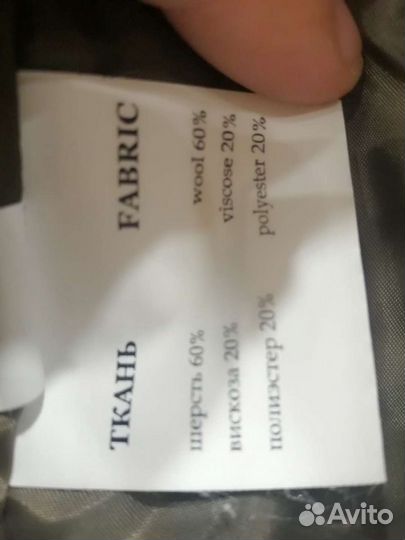 ТКАНЬ FABRIC
шерсть 60% wool 60%
вискоза 20% viscose 20%
полиэстер 20% polyester 20%
Avito